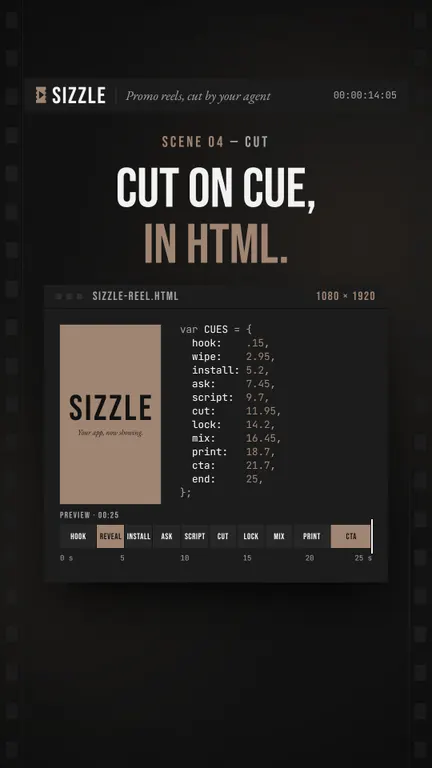 SIZZLE
Promo reels, cut by your agent
00:00:14:05
SCENE 04 — CUT
CUT ON CUE,
IN HTML.
SIZZLE-REEL.HTML
1080 × 1920
SIZZLE
Your app, now showing.
var CUES = {
hook: .15,
wipe: 2.95,
install: 5.2,
ask: 7.45,
script: 9.7,
cut: 11.95,
lock: 14.2,
mix: 16.45,
print: 18.7,
cta: 21.7,
end: 25,
};
PREVIEW · 00:25
HOOK REVEAL INSTALL ASK SCRIPT CUT LOCK MIX PRINT CTA
0 s 5 10 15 20 25 s